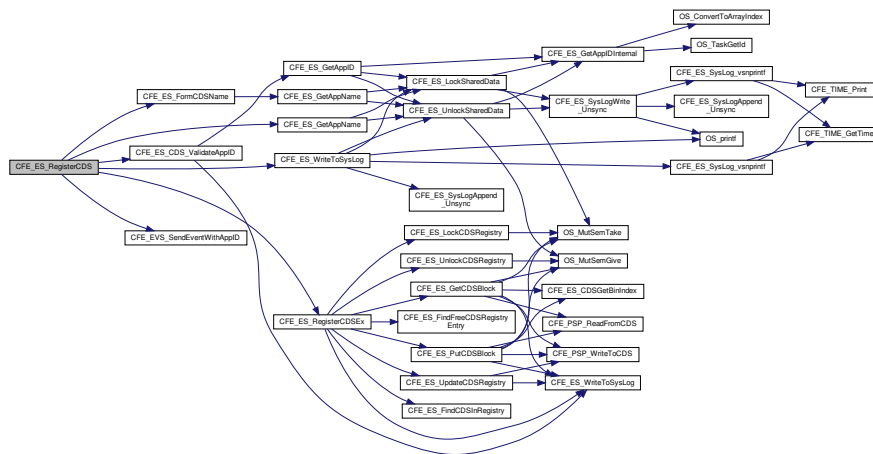 OS_ConvertToArrayIndex
CFE_ES_GetAppIDInternal
OS_TaskGetId
CFE_ES_GetAppID
CFE_ES_SysLog_vsnprintf
CFE_ES_LockSharedData
CFE_TIME_Print
CFE_ES_FormCDSName
CFE_ES_GetAppName
CFE_ES_SysLogWrite
_Unsync
CFE_ES_SysLogAppend
_Unsync
CFE_ES_UnlockSharedData
CFE_ES_GetAppName
CFE_TIME_GetTime
OS_printf
CFE_ES_CDS_ValidateAppID
CFE_ES_WriteToSysLog
CFE_ES_RegisterCDS
CFE_ES_SysLog_vsnprintf
CFE_ES_SysLogAppend
_Unsync
CFE_EVS_SendEventWithAppID
CFE_ES_LockCDSRegistry
OS_MutSemTake
CFE_ES_UnlockCDSRegistry
OS_MutSemGive
CFE_ES_GetCDSBlock
CFE_ES_CDSGetBinIndex
CFE_ES_RegisterCDSEx
CFE_ES_FindFreeCDSRegistry
Entry
CFE_PSP_ReadFromCDS
CFE_ES_PutCDSBlock
CFE_PSP_WriteToCDS
CFE_ES_UpdateCDSRegistry
CFE_ES_WriteToSysLog
CFE_ES_FindCDSInRegistry